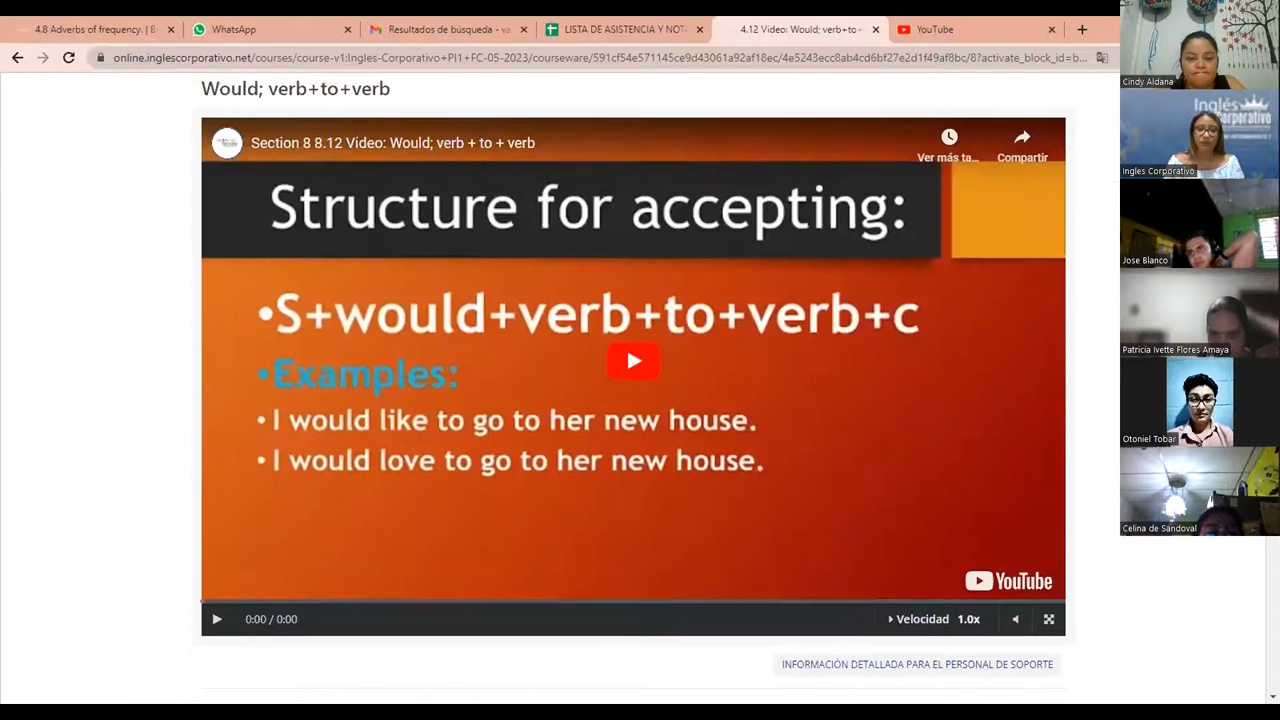 4.8 Adverbs of frequency. | B
WhatsApp
Resultados de búsqueda - va
LISTA DE ASISTENCIA Y NOTA
4.12 Video: Would; verb+to+
YouTube
online.inglescorporativo.net/courses/course-v1:Ingles-Corporativo+PI1+FC-05-2023/courseware/591cf54e571145ce9d43061a92af18ec/4e5243ecc8ab4cd6bf27e2d1f49af8bc/8?activate_block_id=b...
Would; verb+to+verb
Section 8 8.12 Video: Would; verb + to + verb
Ver más ta...
Compartir
Structure for accepting:
•S+would+verb+to+verb+c
•Examples:
•I would like to go to her new house.
•I would love to go to her new house.
YouTube
0:00 / 0:00
Velocidad 1.0x
INFORMACIÓN DETALLADA PARA EL PERSONAL DE SOPORTE
Cindy Aldana
Inglés
Corporativo
Ingles Corporativo
Jose Blanco
Patricia Ivette Flores Amaya
Otoniel Tobar
Celina de Sandoval